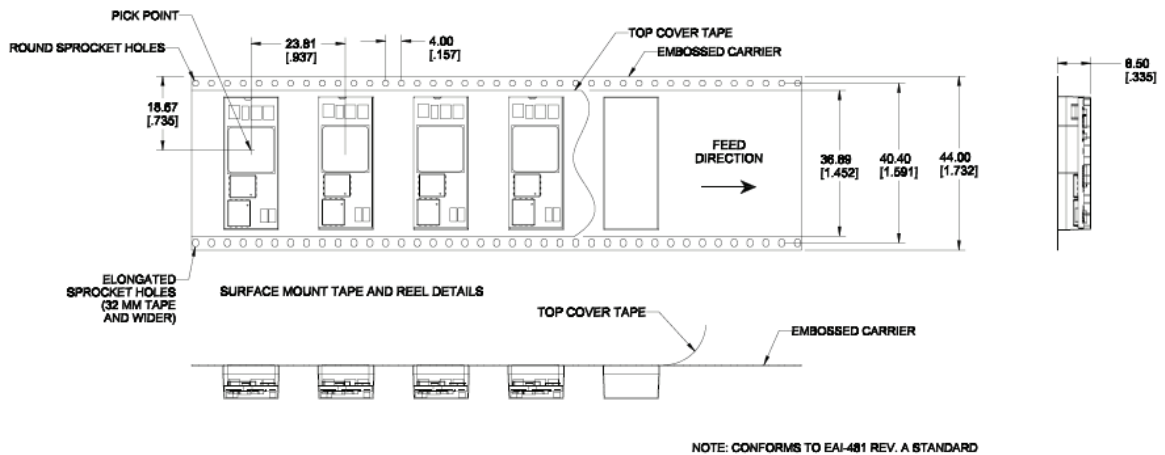 PICK POINT
ROUND SPROCKET HOLES
23.81
[.937]
4.00
[.157]
TOP COVER TAPE
EMBOSSED CARRIER
8.50
[.335]
18.67
[.735]
FEED
DIRECTION
36.89
[1.452]
40.40
[1.591]
44.00
[1.732]
ELONGATED
SPROCKET HOLES
(32 MM TAPE
AND WIDER)
SURFACE MOUNT TAPE AND REEL DETAILS
TOP COVER TAPE
EMBOSSED CARRIER
NOTE: CONFORMS TO EAI-481 REV. A STANDARD